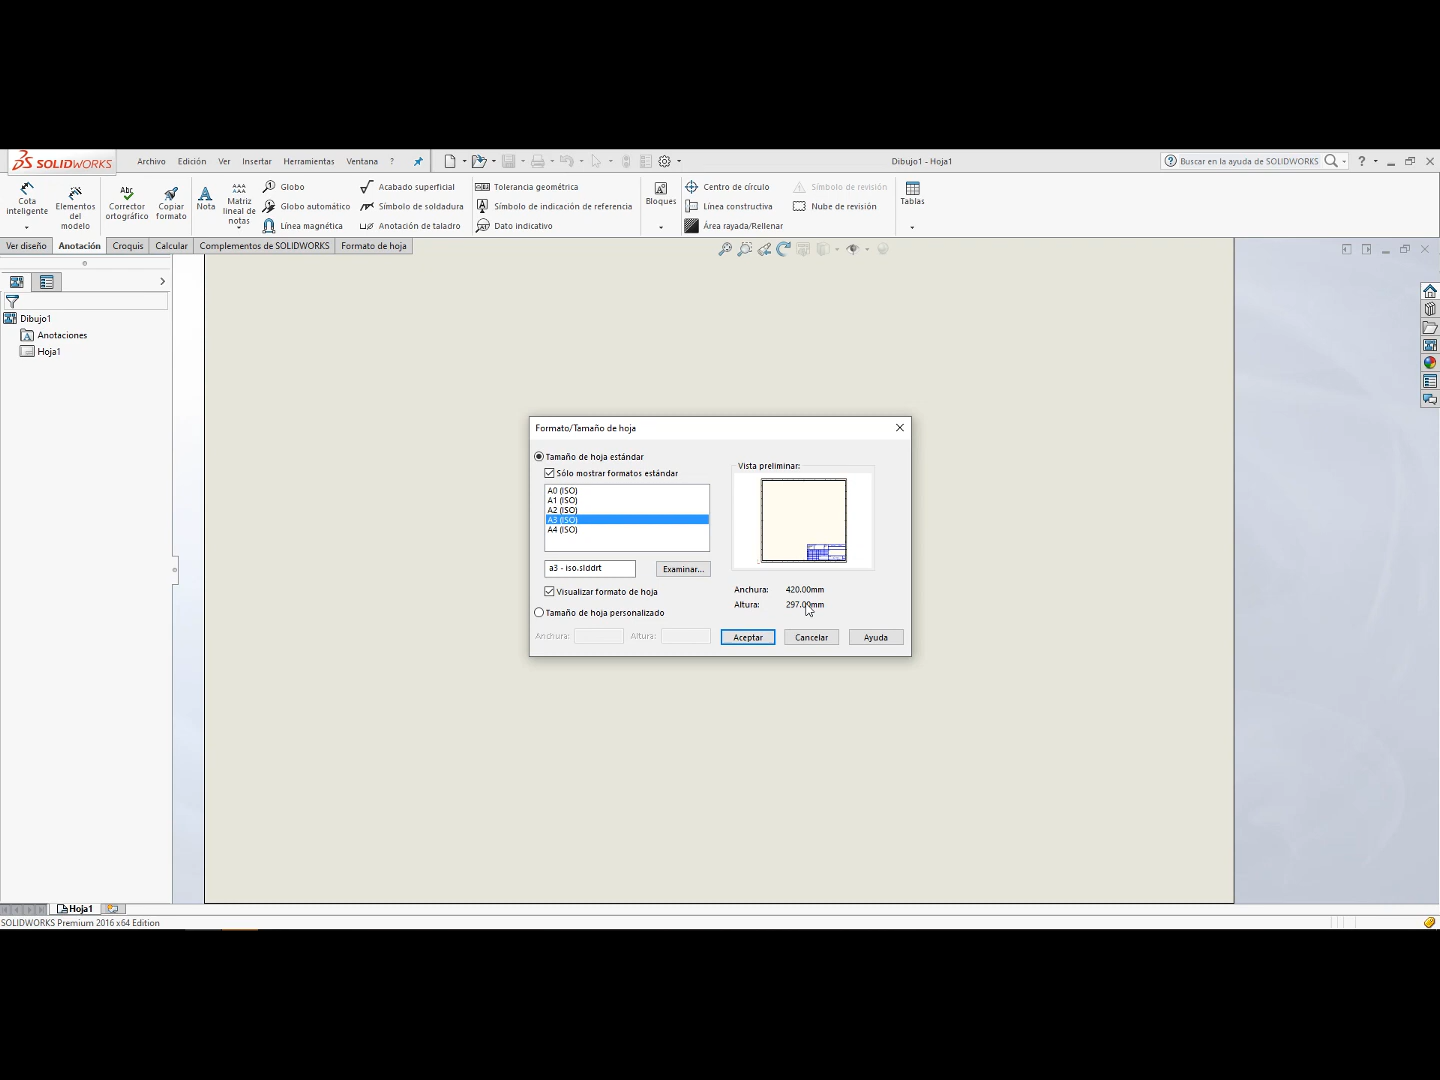 SOLIDWORKS Archivo Edición Ver Insertar Herramientas Ventana ? Dibujo1 - Hoja1 Buscar en la ayuda de SOLIDWORKS ?
Cota inteligente
Elementos del modelo
Abc
Corrector ortográfico
Copiar formato
Nota
Matriz lineal de notas
Globo
Globo automático
Línea magnética
Acabado superficial
Símbolo de soldadura
Anotación de taladro
Tolerancia geométrica
Símbolo de indicación de referencia
Dato indicativo
Bloques
Centro de círculo
Línea constructiva
Área rayada/Rellenar
Símbolo de revisión
Nube de revisión
Tablas
Ver diseño Anotación Croquis Calcular Complementos de SOLIDWORKS Formato de hoja
Dibujo1
Anotaciones
Hoja1
Formato/Tamaño de hoja
Tamaño de hoja estándar
Sólo mostrar formatos estándar
A0 (ISO)
A1 (ISO)
A2 (ISO)
A3 (ISO)
A4 (ISO)
a3 - iso.slddrt
Examinar...
Visualizar formato de hoja
Tamaño de hoja personalizado
Anchura: Altura:
Vista preliminar:
Anchura: 420.00mm
Altura: 297.00mm
Aceptar Cancelar Ayuda
Hoja1
SOLIDWORKS Premium 2016 x64 Edition